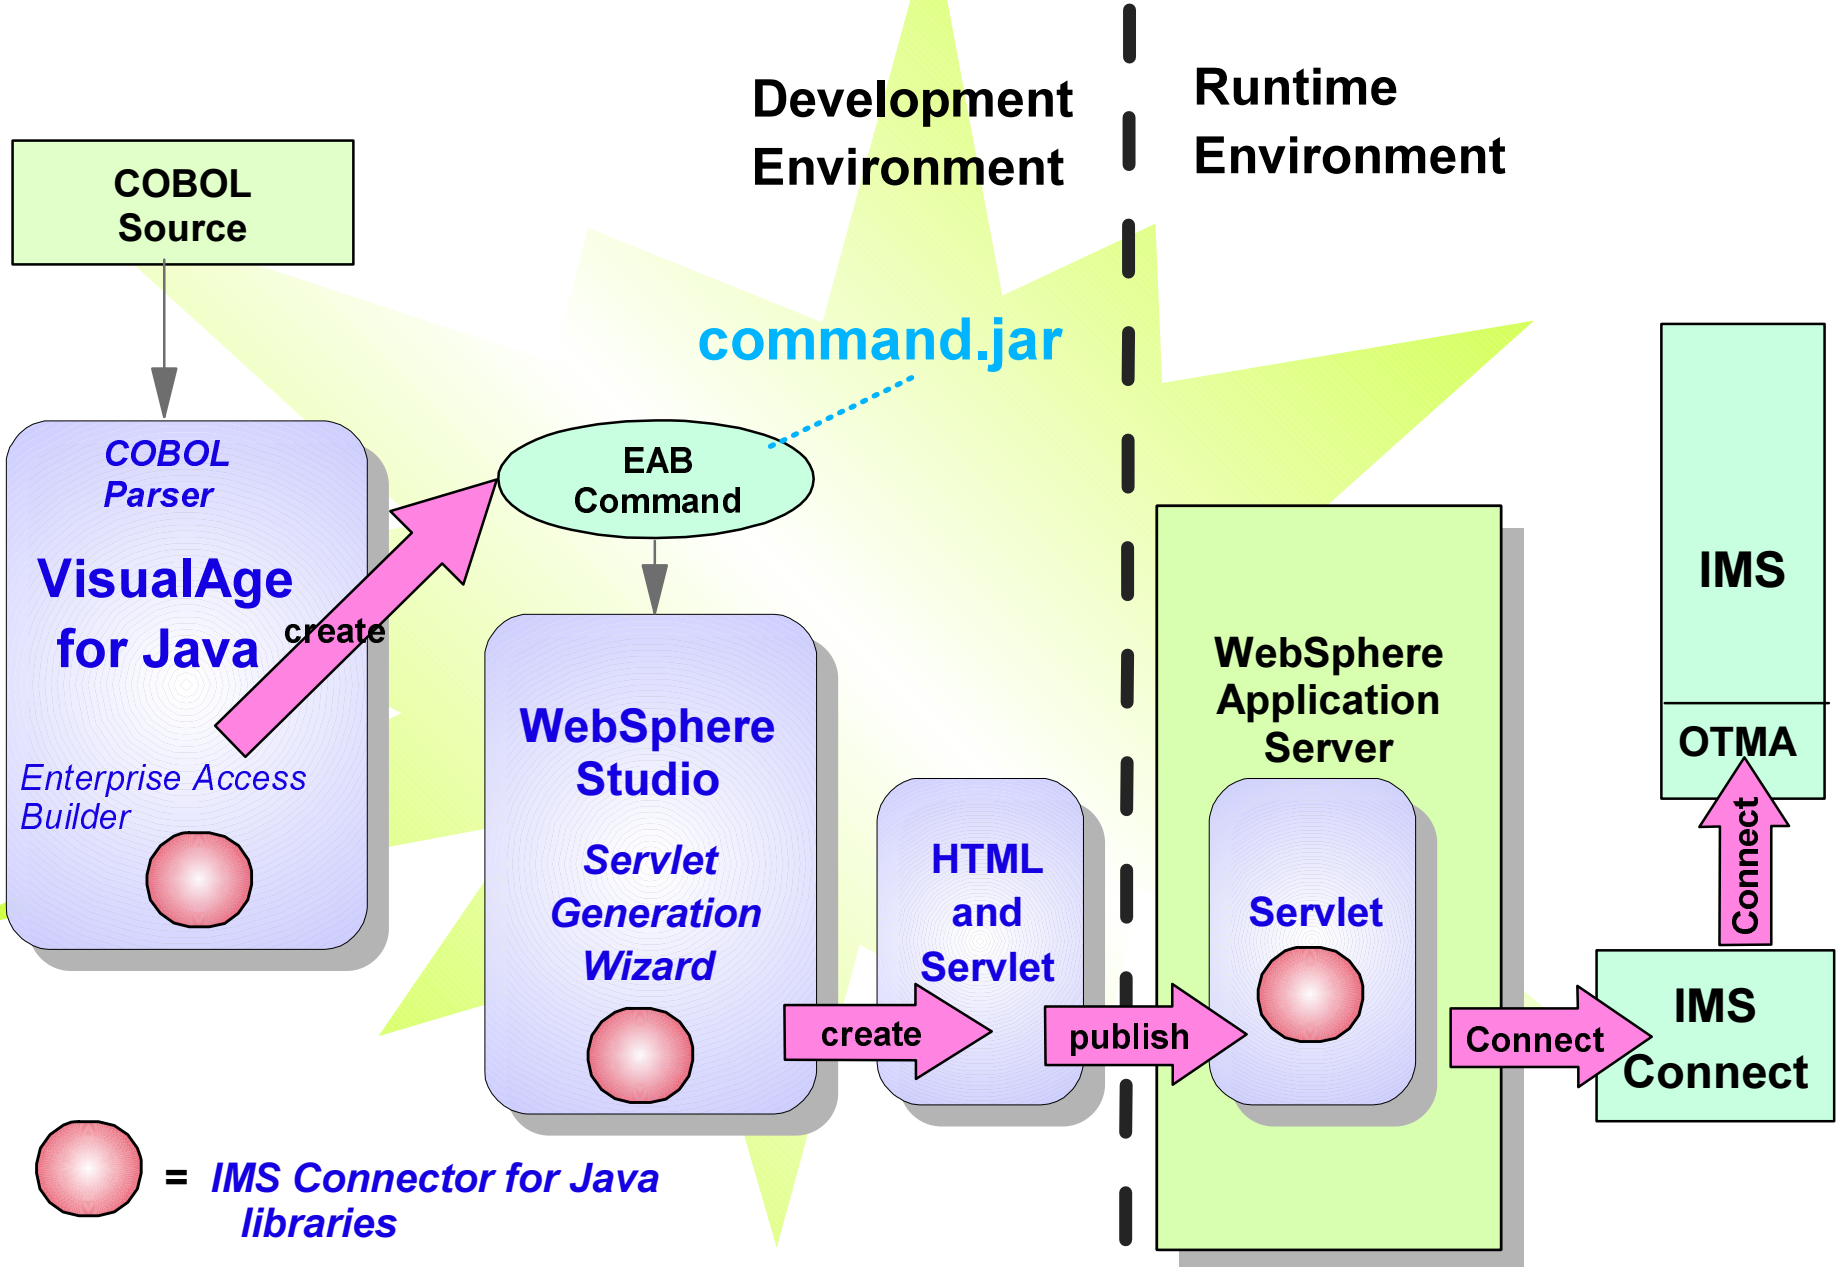 Development
Environment
Runtime
Environment
COBOL
Source
command.jar
COBOL
Parser
VisualAge
for Java
create
Enterprise Access
Builder
EAB
Command
WebSphere
Studio
Servlet
Generation
Wizard
create
HTML
and
Servlet
publish
WebSphere
Application
Server
Servlet
Connect
IMS
OTMA
Connect
IMS
Connect
= IMS Connector for Java
libraries